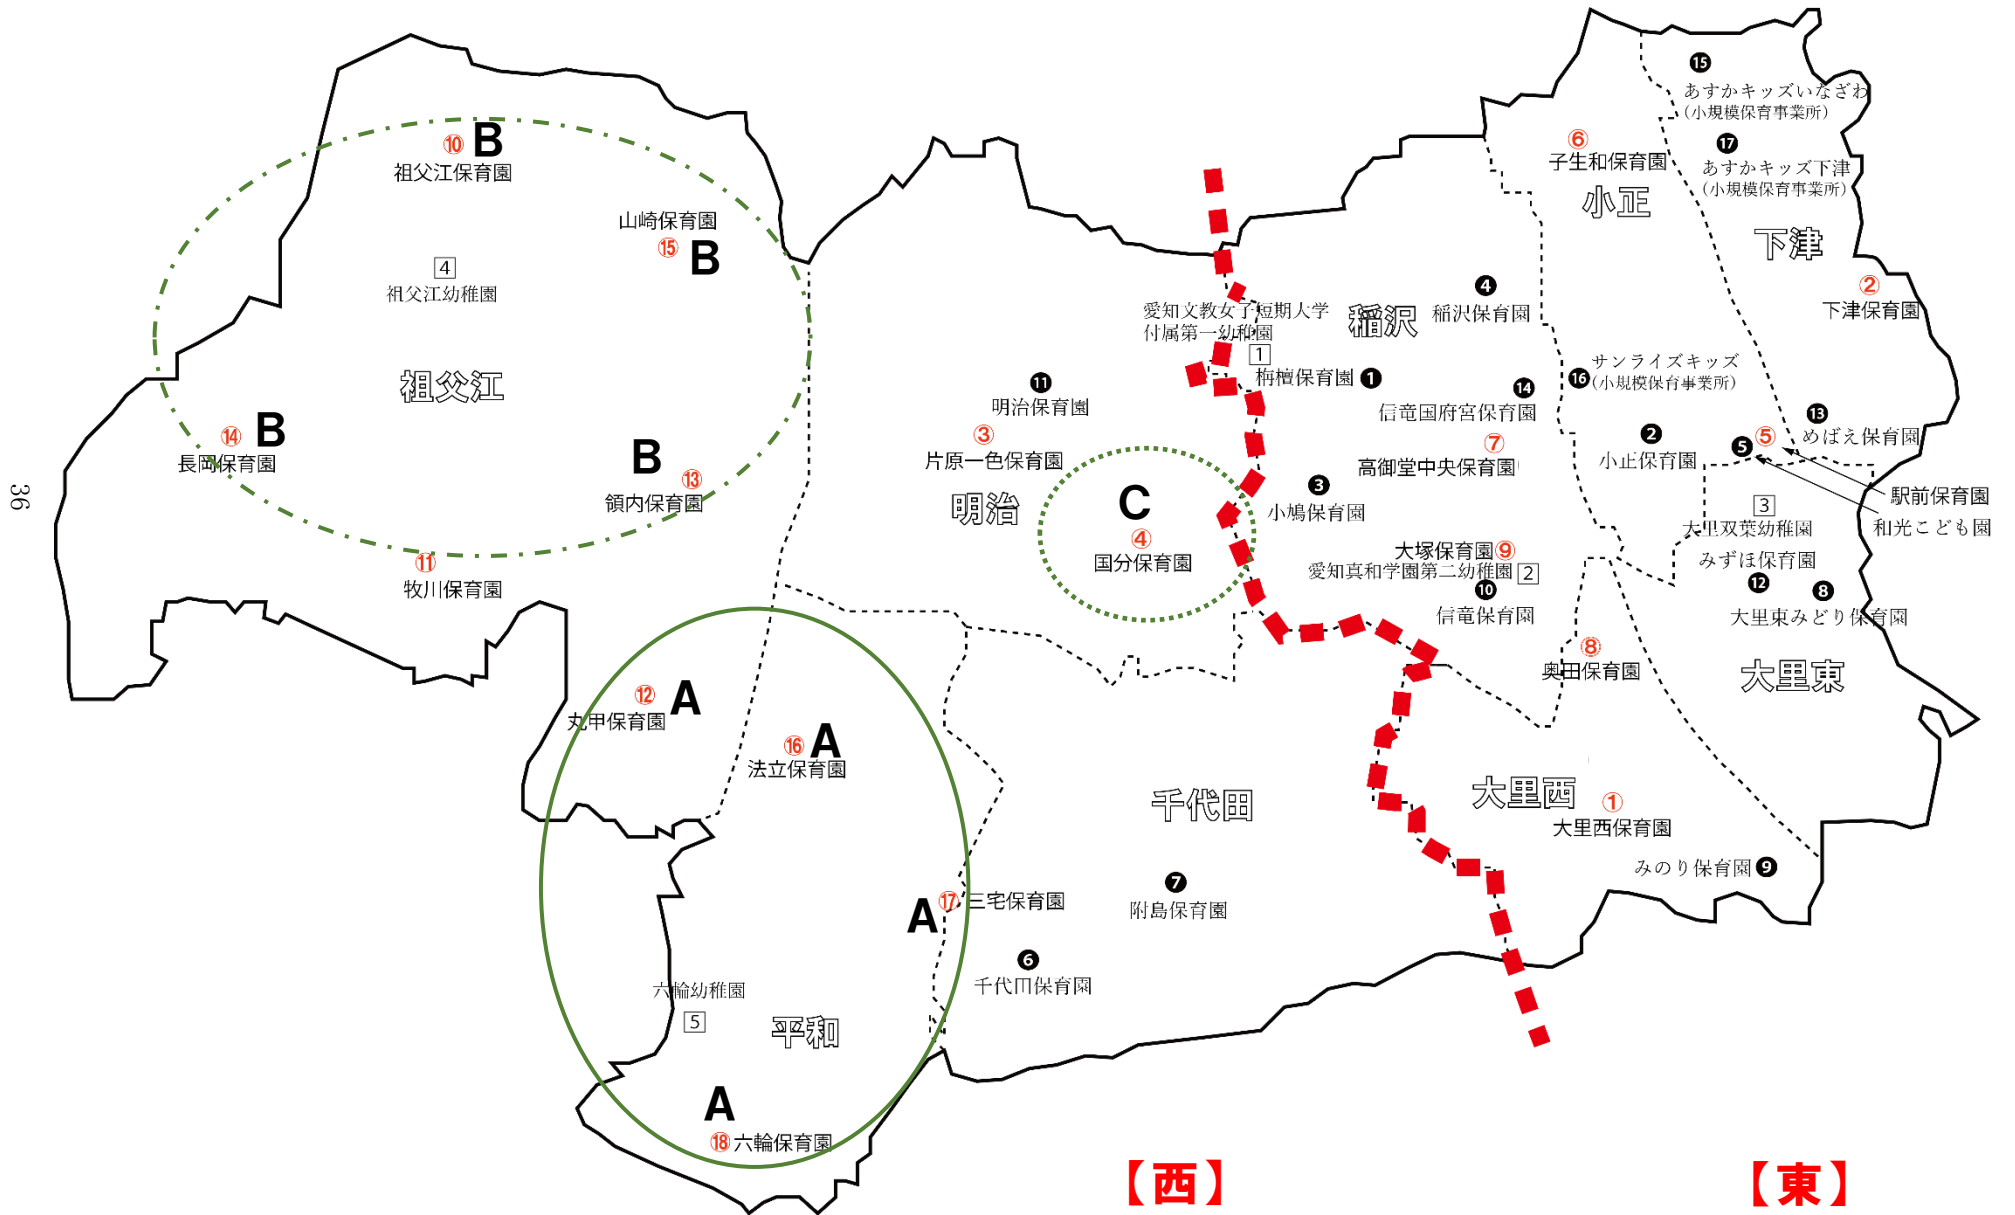 36
⑩ B
祖父江保育園
山崎保育園
⑮ B
4
祖父江幼稚園
祖父江
⑭ B
長岡保育園
B ⑬
領内保育園
⑪
牧川保育園
⑫ A
丸甲保育園
⑯ A
法立保育園
A ⑰ 三宅保育園
六輪幼稚園
5
平和
A
⑱ 六輪保育園
⓫
明治保育園
③
片原一色保育園
明治
C
④
国分保育園
千代田
❼
附島保育園
❻
千代田保育園
愛知文教女子短期大学
付属第一幼稚園
1
稲沢
❹
稲沢保育園
栴檀保育園 ❶
⓮
信竜国府宮保育園
⑦
高御堂中央保育園
❸
小鳩保育園
大塚保育園 ⑨
愛知真和学園第二幼稚園 2
❿
信竜保育園
⑧
奥田保育園
大里西
①
大里西保育園
みのり保育園 ❾
⑥
子生和保育園
小正
⓯
あすかキッズいなざわ
(小規模保育事業所)
⓱
あすかキッズ下津
(小規模保育事業所)
下津
②
下津保育園
サンライズキッズ
⓰ (小規模保育事業所)
❷
小正保育園
❺ ⑤
⓭
めばえ保育園
駅前保育園
和光こども園
3
大里双葉幼稚園
みずほ保育園
⓬ ❽
大里東みどり保育園
大里東
【西】
【東】